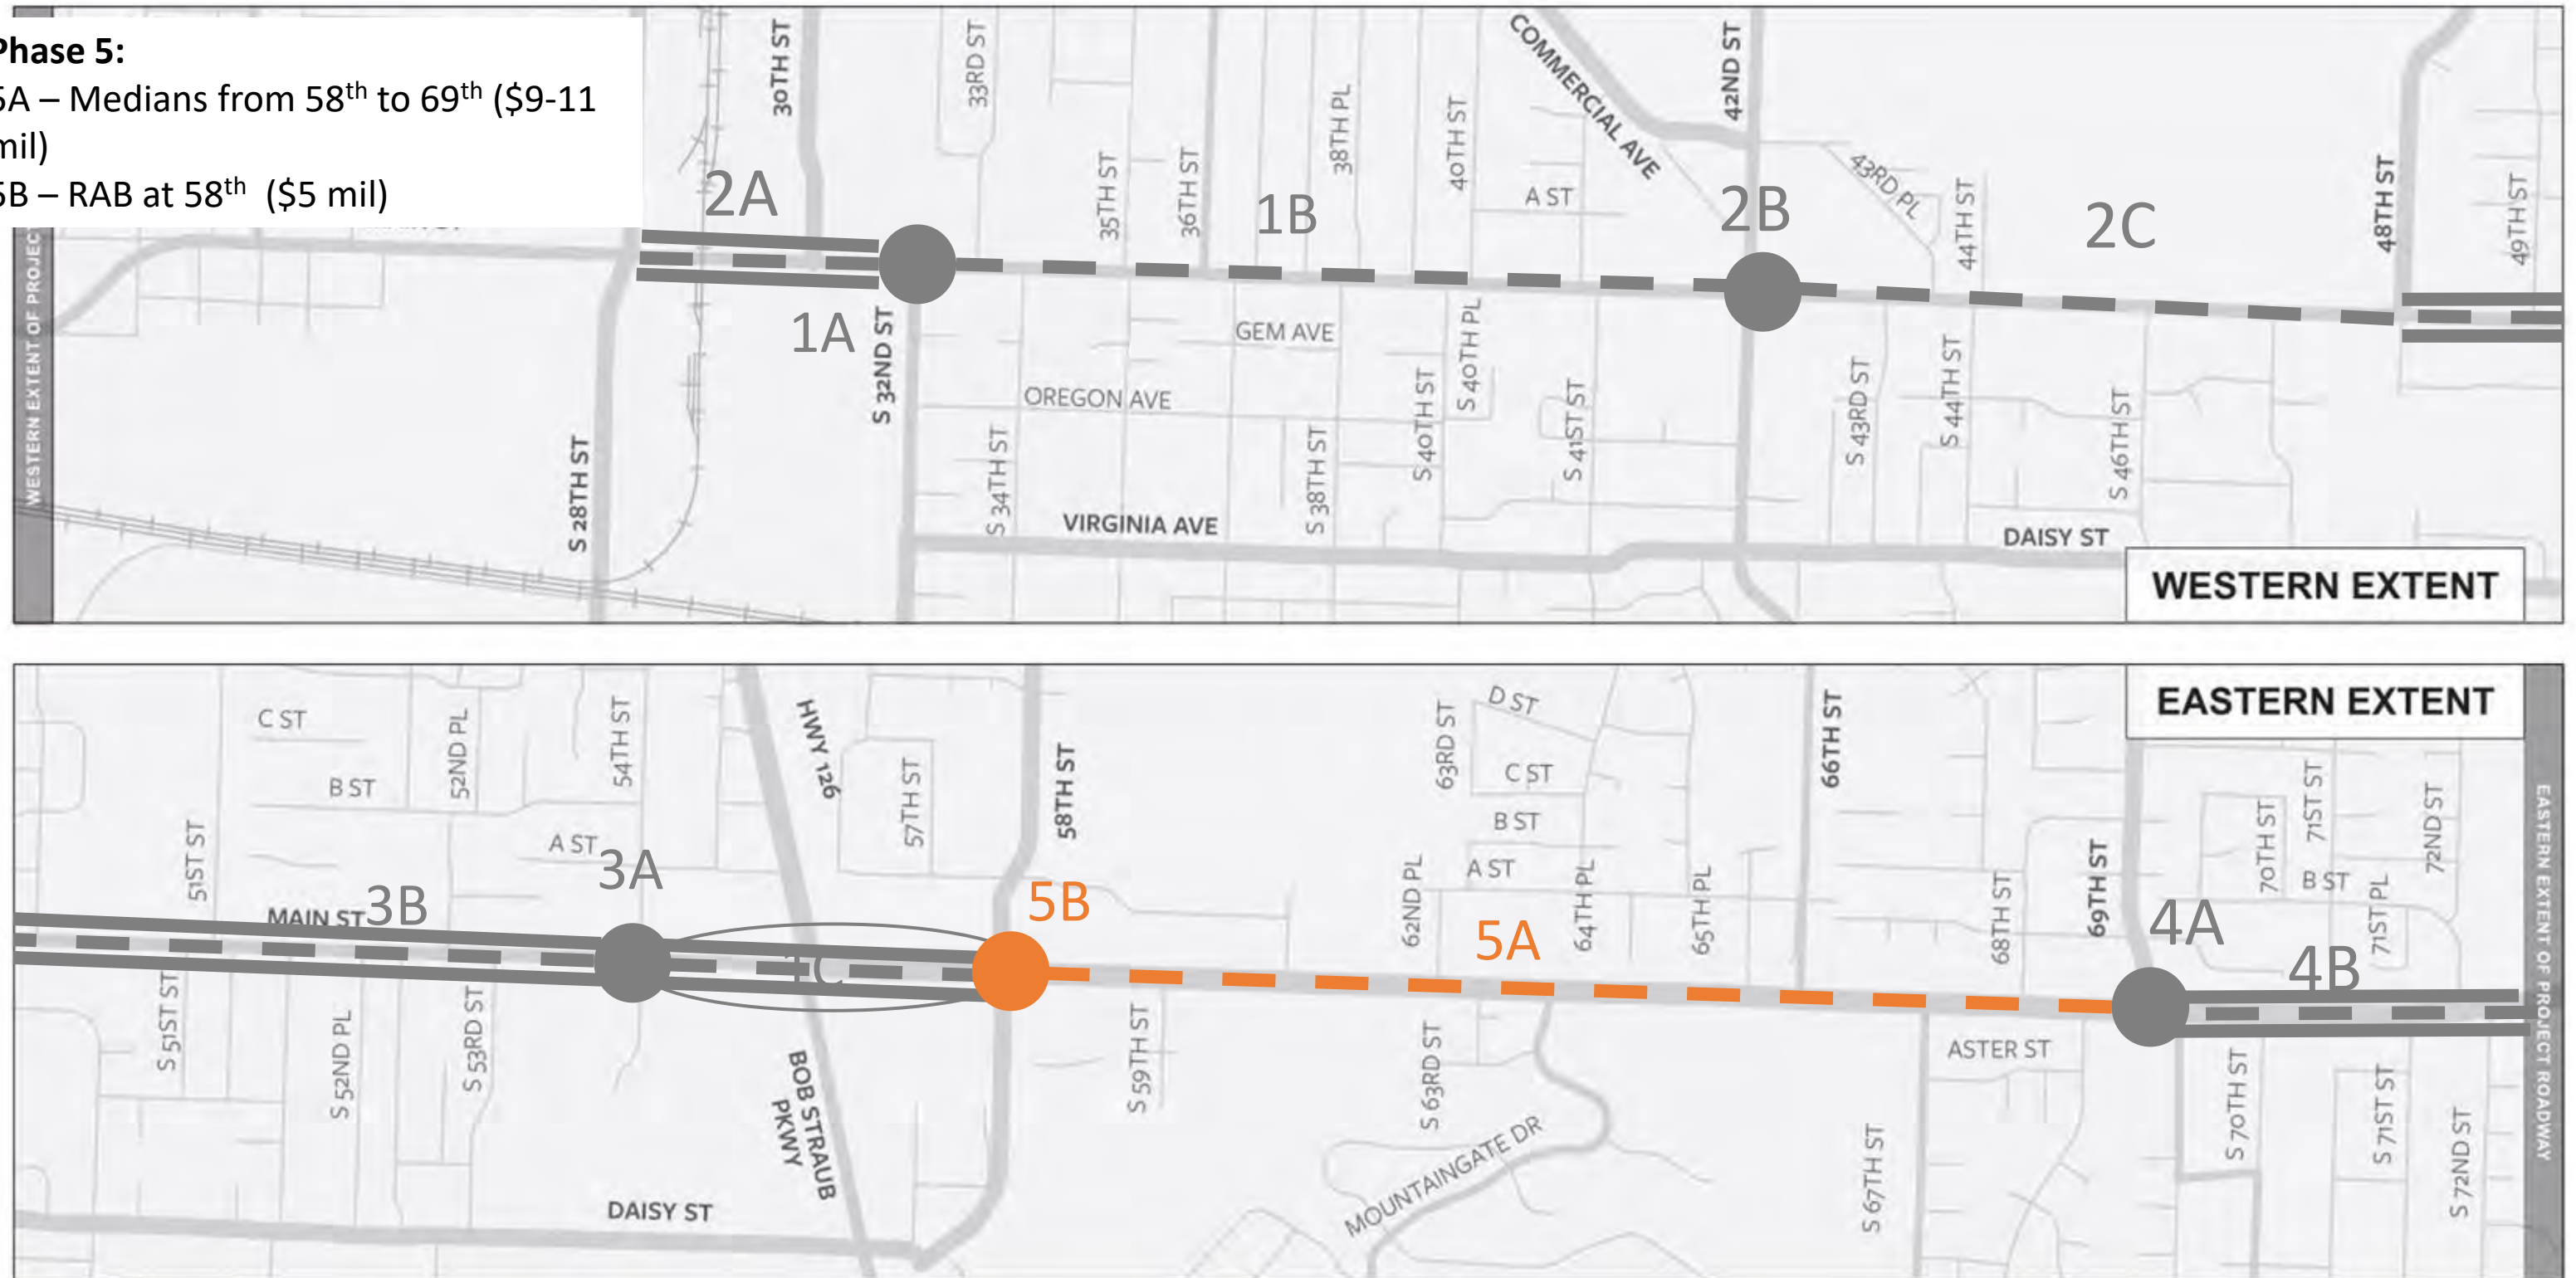 Phase 5:
5A – Medians from 58th to 69th ($9-11
mil)
5B – RAB at 58th ($5 mil)
WESTERN EXTENT OF PROJEC
30TH ST
33RD ST
35TH ST
36TH ST
38TH PL
40TH ST
COMMERCIAL AVE
42ND ST
A ST
43RD PL
44TH ST
48TH ST
49TH ST
2A
1B
2B
2C
1A
S 28TH ST
S 32ND ST
GEM AVE
OREGON AVE
S 34TH ST
S 38TH ST
S 40TH ST
S 40TH PL
S 41ST ST
S 43RD ST
S 44TH ST
S 46TH ST
VIRGINIA AVE
DAISY ST
WESTERN EXTENT
EASTERN EXTENT
C ST
B ST
52ND PL
54TH ST
HWY 126
57TH ST
58TH ST
D ST
63RD ST
C ST
B ST
A ST
66TH ST
69TH ST
70TH ST
71ST ST
72ND ST
B ST
71ST PL
51ST ST
A ST
62ND PL
64TH PL
65TH PL
68TH ST
MAIN ST
3B
3A
1C
5B
5A
4A
4B
S 51ST ST
S 52ND PL
S 53RD ST
BOB STRAUB
PKWY
S 59TH ST
S 63RD ST
MOUNTAINGATE DR
S 67TH ST
ASTER ST
S 70TH ST
S 71ST ST
S 72ND ST
DAISY ST
EASTERN EXTENT OF PROJECT ROADWAY